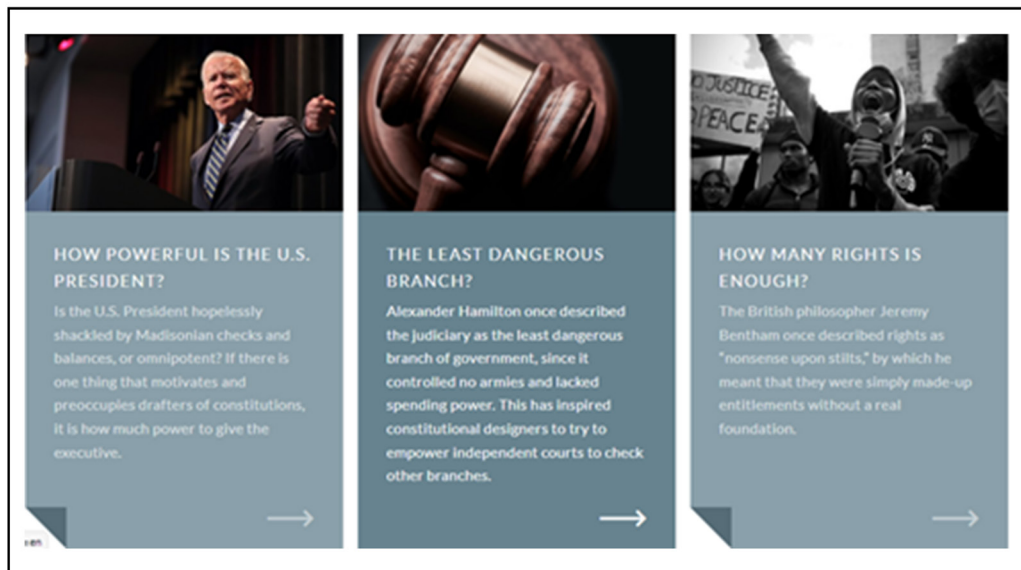 HOW POWERFUL IS THE U.S.
PRESIDENT?
Is the U.S. President hopelessly
shackled by Madisonian checks and
balances, or omnipotent? If there is
one thing that motivates and
preoccupies drafters of constitutions,
it is how much power to give the
executive.
THE LEAST DANGEROUS
BRANCH?
Alexander Hamilton once described
the judiciary as the least dangerous
branch of government, since it
controlled no armies and lacked
spending power. This has inspired
constitutional designers to try to
empower independent courts to check
other branches.
JUSTICE
PEACE
HOW MANY RIGHTS IS
ENOUGH?
The British philosopher Jeremy
Bentham once described rights as
“nonsense upon stilts,” by which he
meant that they were simply made-up
entitlements without a real
foundation.